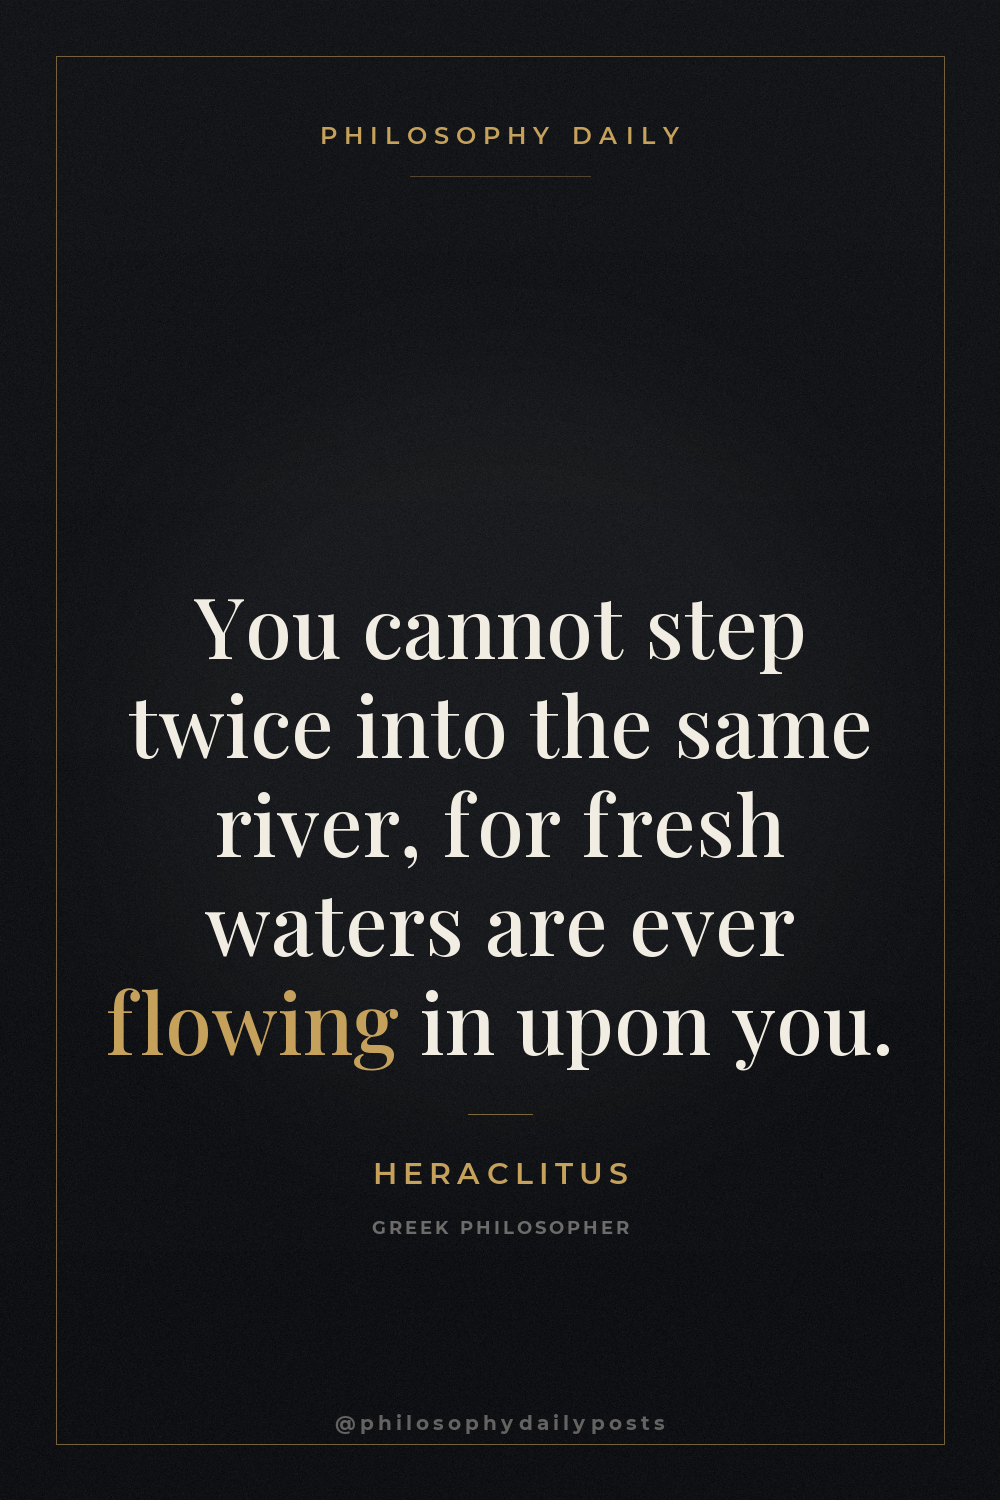 PHILOSOPHY DAILY
You cannot step
twice into the same
river, for fresh
waters are ever
flowing in upon you.
HERACLITUS
GREEK PHILOSOPHER
@philosophydailyposts